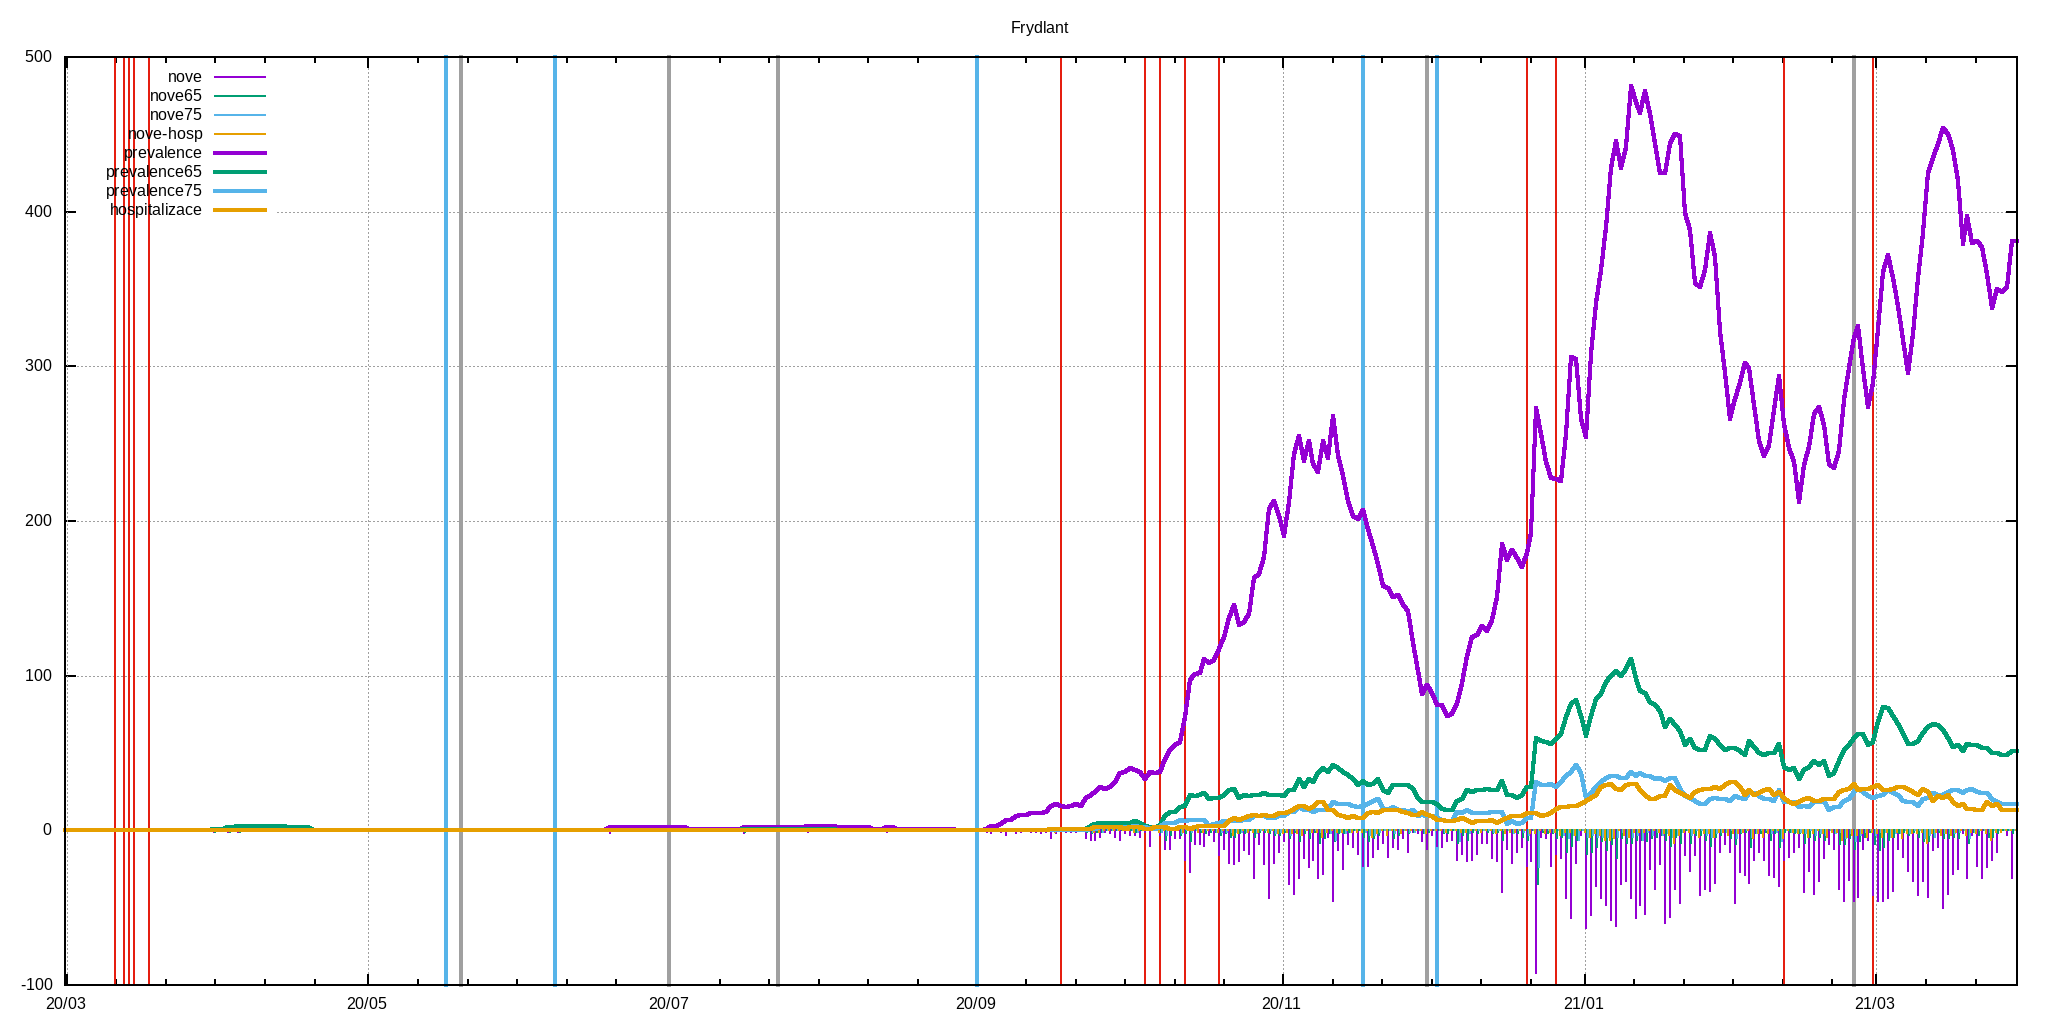 Frydlant
500
400
300
200
100
0
-100
nove
nove65
nove75
nove-hosp
prevalence
prevalence65
prevalence75
hospitalizace
20/03 20/05 20/07 20/09 20/11 21/01 21/03